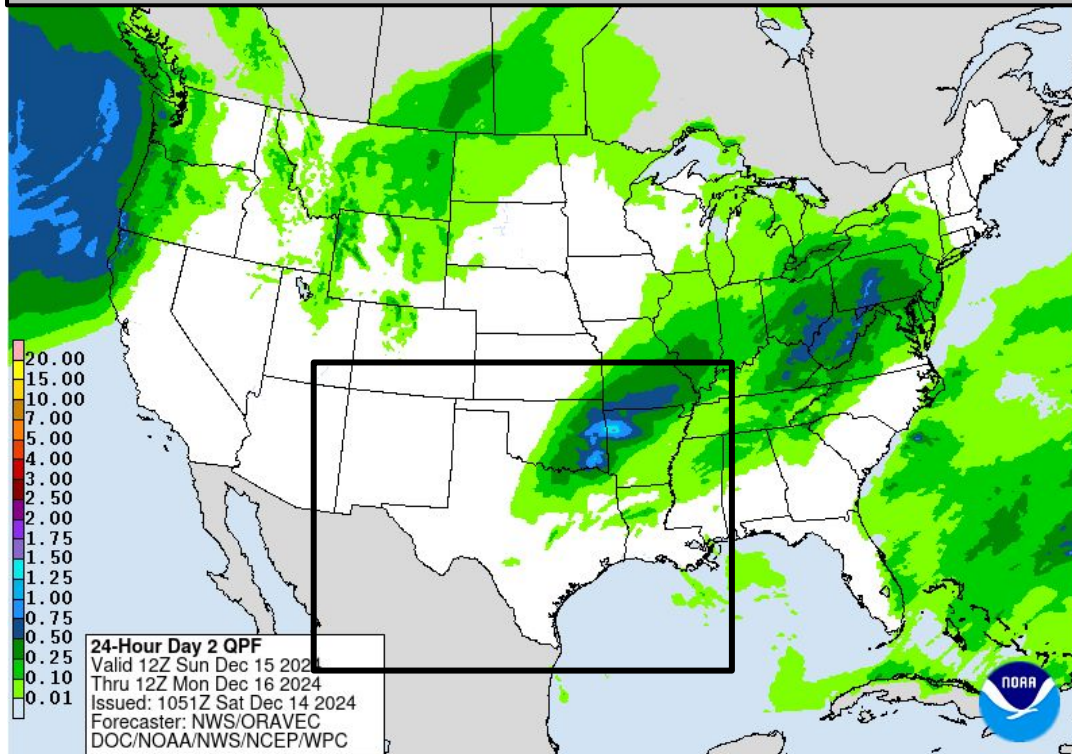 20.00
15.00
10.00
7.00
5.00
4.00
3.00
2.50
2.00
1.75
1.50
1.25
1.00
0.75
0.50
0.25
0.10
0.01
24-Hour Day 2 QPF
Valid 12Z Sun Dec 15 2024
Thru 12Z Mon Dec 16 2024
Issued: 1051Z Sat Dec 14 2024
Forecaster: NWS/ORAVEC
DOC/NOAA/NWS/NCEP/WPC
NOAA